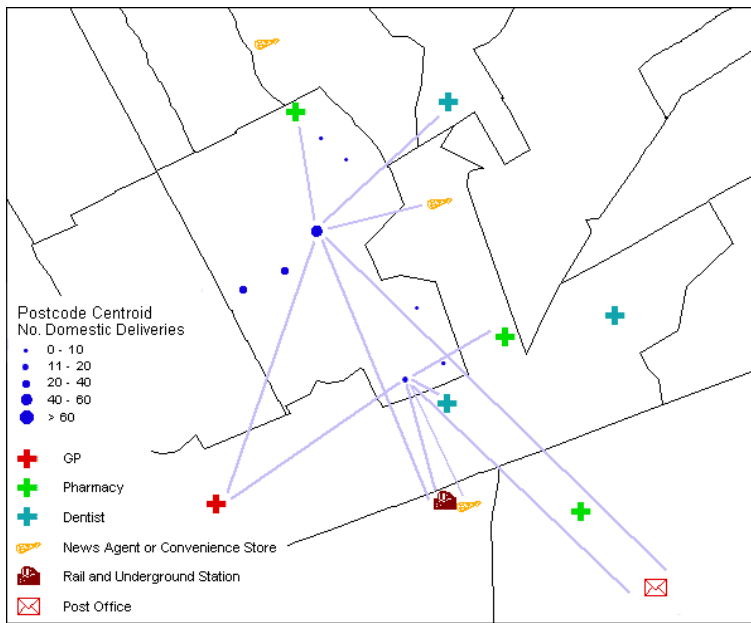 Postcode Centroid
No. Domestic Deliveries
0 - 10
11 - 20
20 - 40
40 - 60
> 60
GP
Pharmacy
Dentist
News Agent or Convenience Store
Rail and Underground Station
Post Office